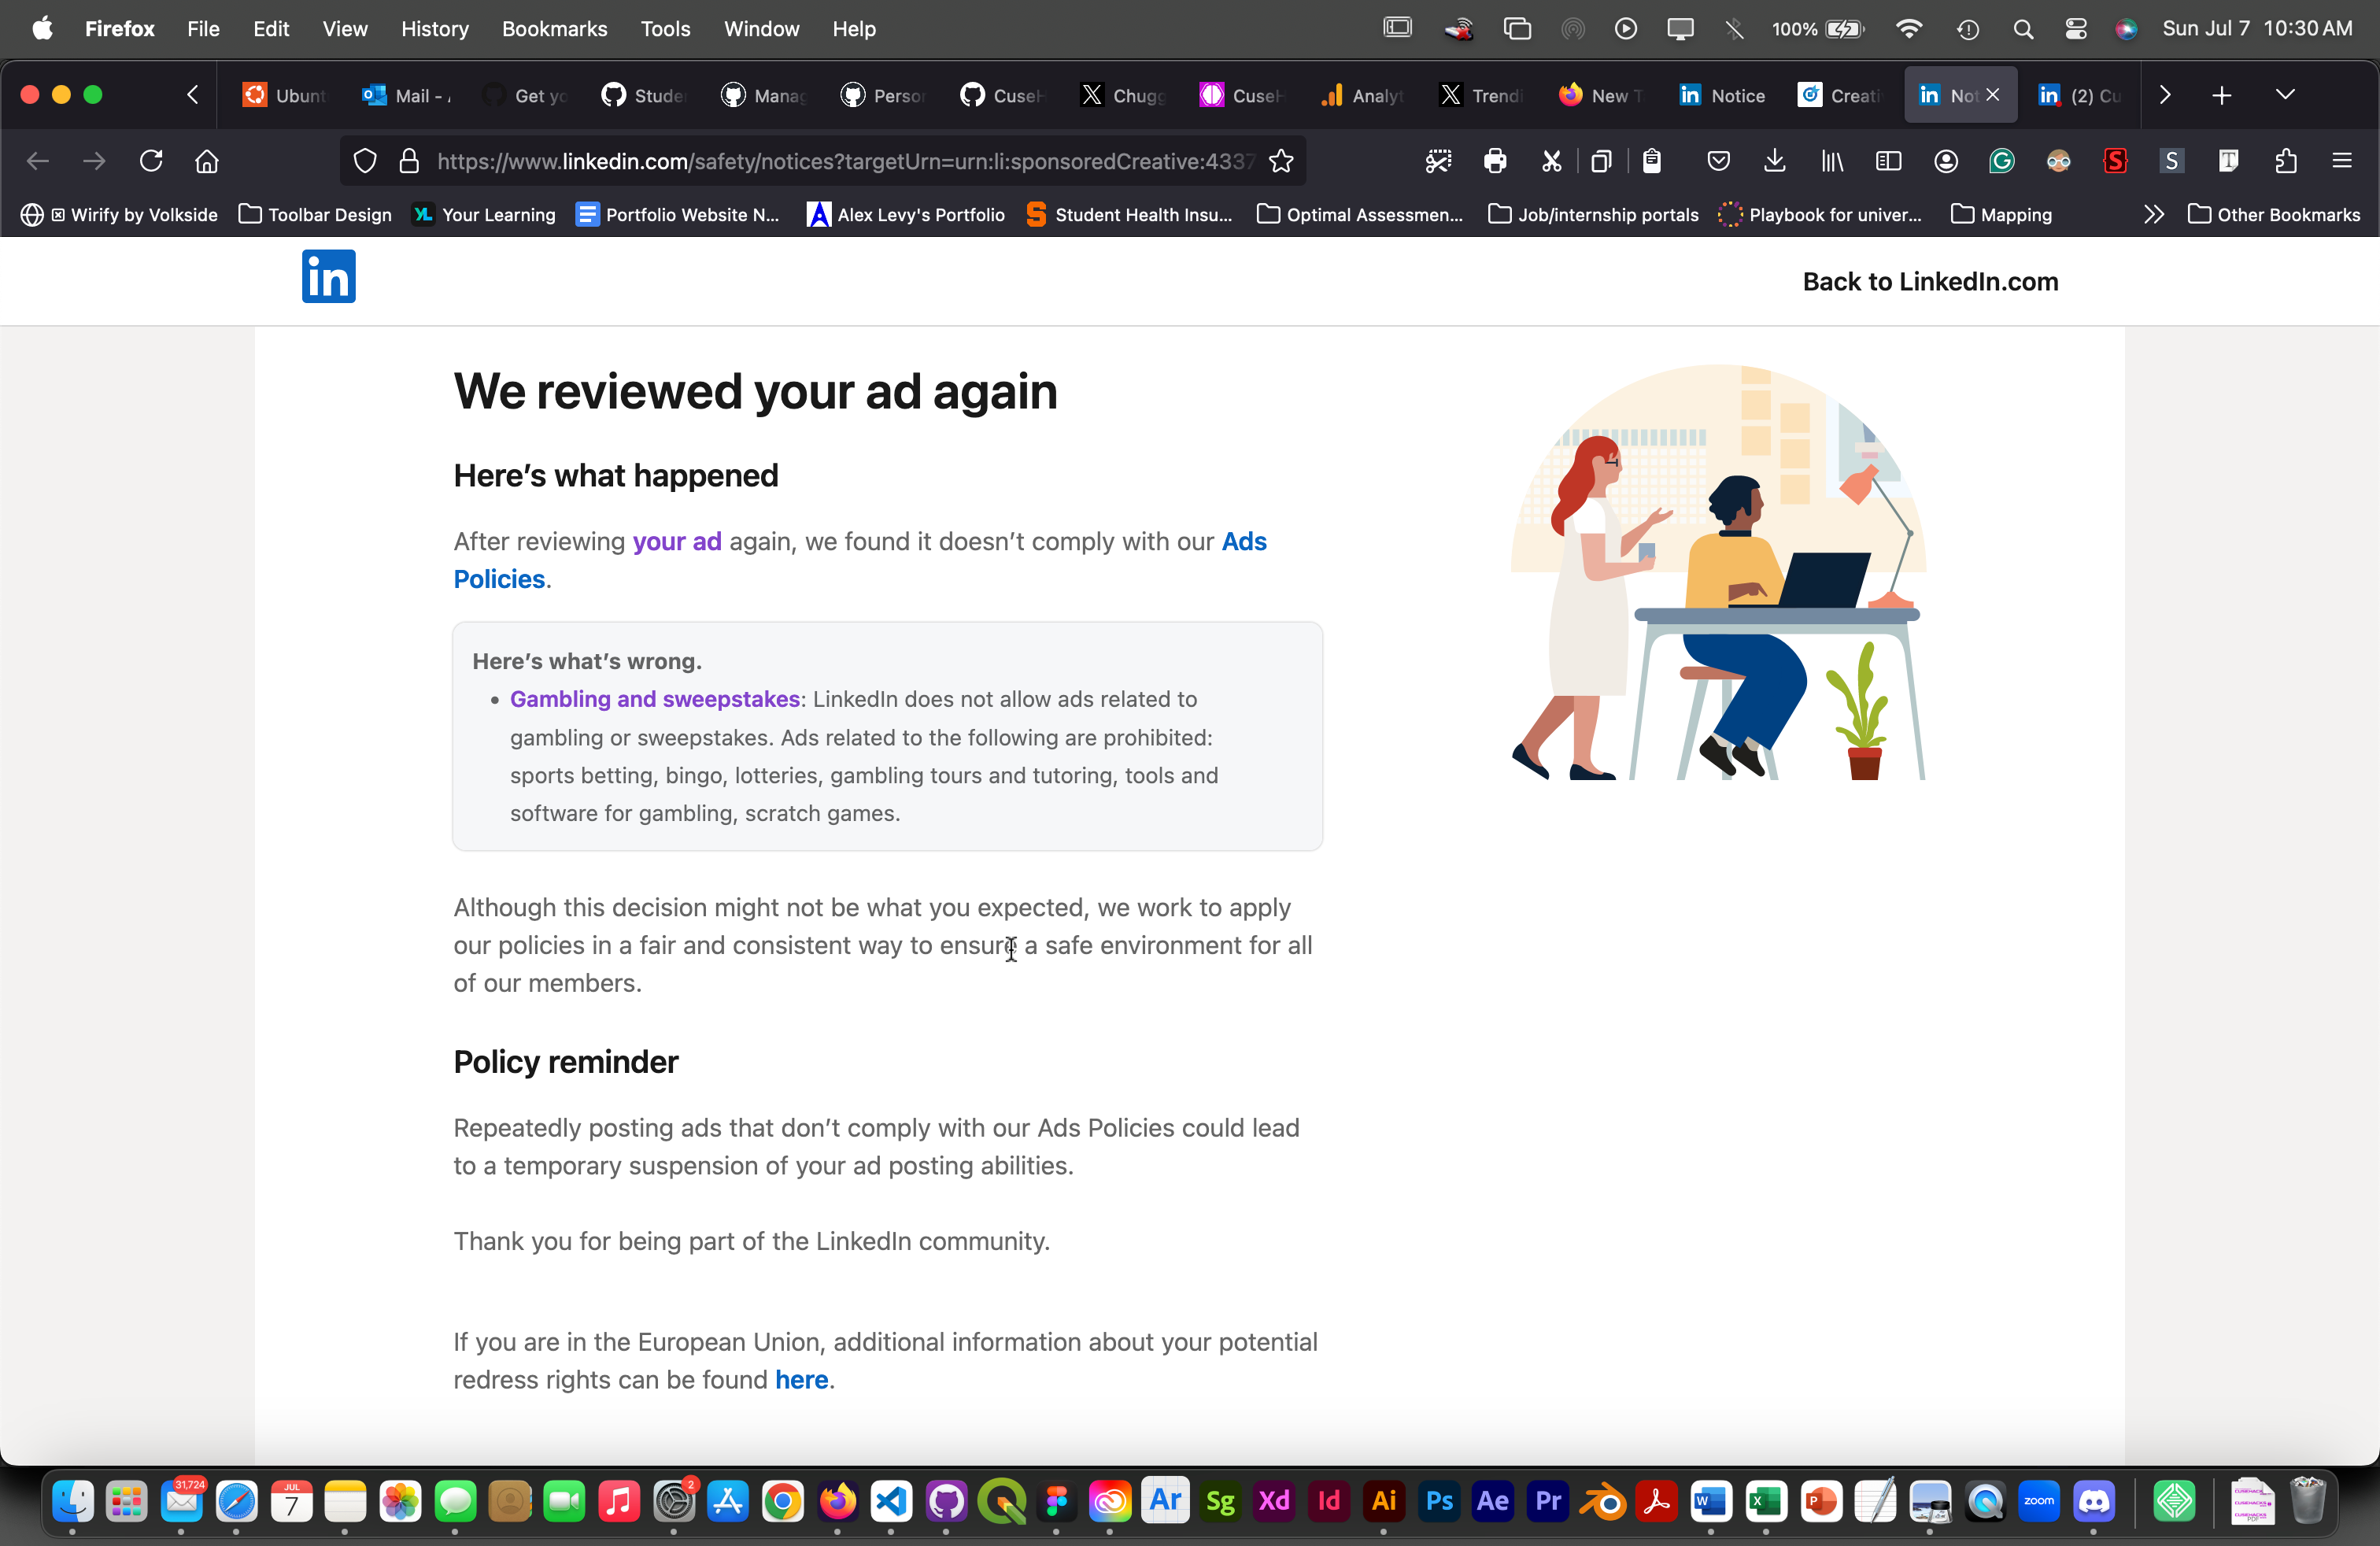 Firefox File Edit View History Bookmarks Tools Window Help 100% Sun Jul 7 10:30 AM
Ubunt Mail - Get yo Stude Manag Perso CuseH Chugg CuseH Analyt Trendi New T Notice Creati Not (2) Cu
https://www.linkedin.com/safety/notices?targetUrn=urn:li:sponsoredCreative:4337
Wirify by Volkside Toolbar Design Your Learning Portfolio Website N... Alex Levy's Portfolio Student Health Insu... Optimal Assessmen... Job/internship portals Playbook for univer... Mapping Other Bookmarks
in Back to LinkedIn.com
We reviewed your ad again
Here's what happened
After reviewing your ad again, we found it doesn't comply with our Ads
Policies.
Here's what's wrong.
• Gambling and sweepstakes: LinkedIn does not allow ads related to
gambling or sweepstakes. Ads related to the following are prohibited:
sports betting, bingo, lotteries, gambling tours and tutoring, tools and
software for gambling, scratch games.
Although this decision might not be what you expected, we work to apply
our policies in a fair and consistent way to ensure a safe environment for all
of our members.
Policy reminder
Repeatedly posting ads that don't comply with our Ads Policies could lead
to a temporary suspension of your ad posting abilities.
Thank you for being part of the LinkedIn community.
If you are in the European Union, additional information about your potential
redress rights can be found here.
31,724 JUL 7 2 Ar Sg Xd Id Ai Ps Ae Pr W X P zoom CUSEHACKS PDF